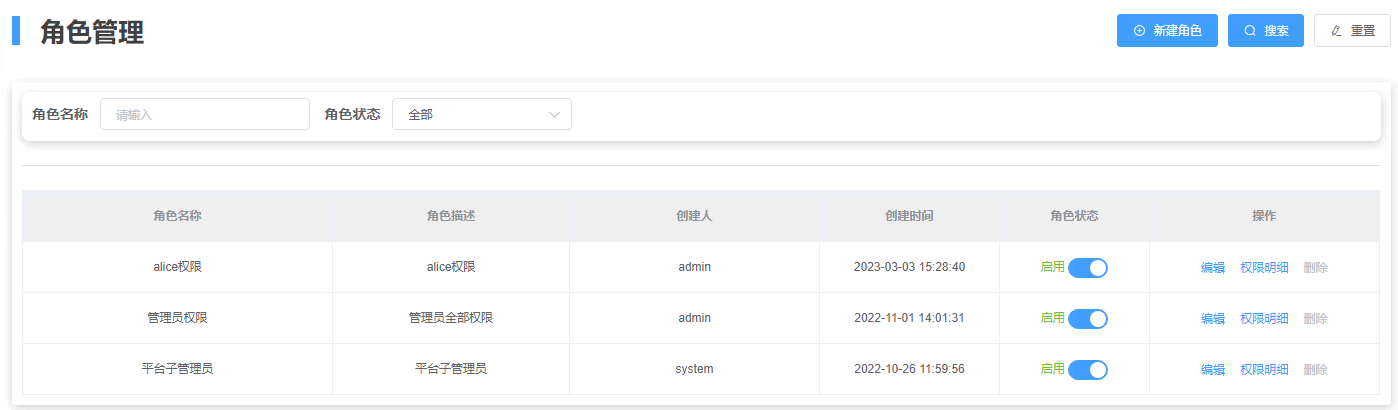 角色管理
新建角色 搜索 重置
角色名称 请输入 角色状态 全部
角色名称 角色描述 创建人 创建时间 角色状态 操作
alice权限 alice权限 admin 2023-03-03 15:28:40 启用 编辑 权限明细 删除
管理员权限 管理员全部权限 admin 2022-11-01 14:01:31 启用 编辑 权限明细 删除
平台子管理员 平台子管理员 system 2022-10-26 11:59:56 启用 编辑 权限明细 删除